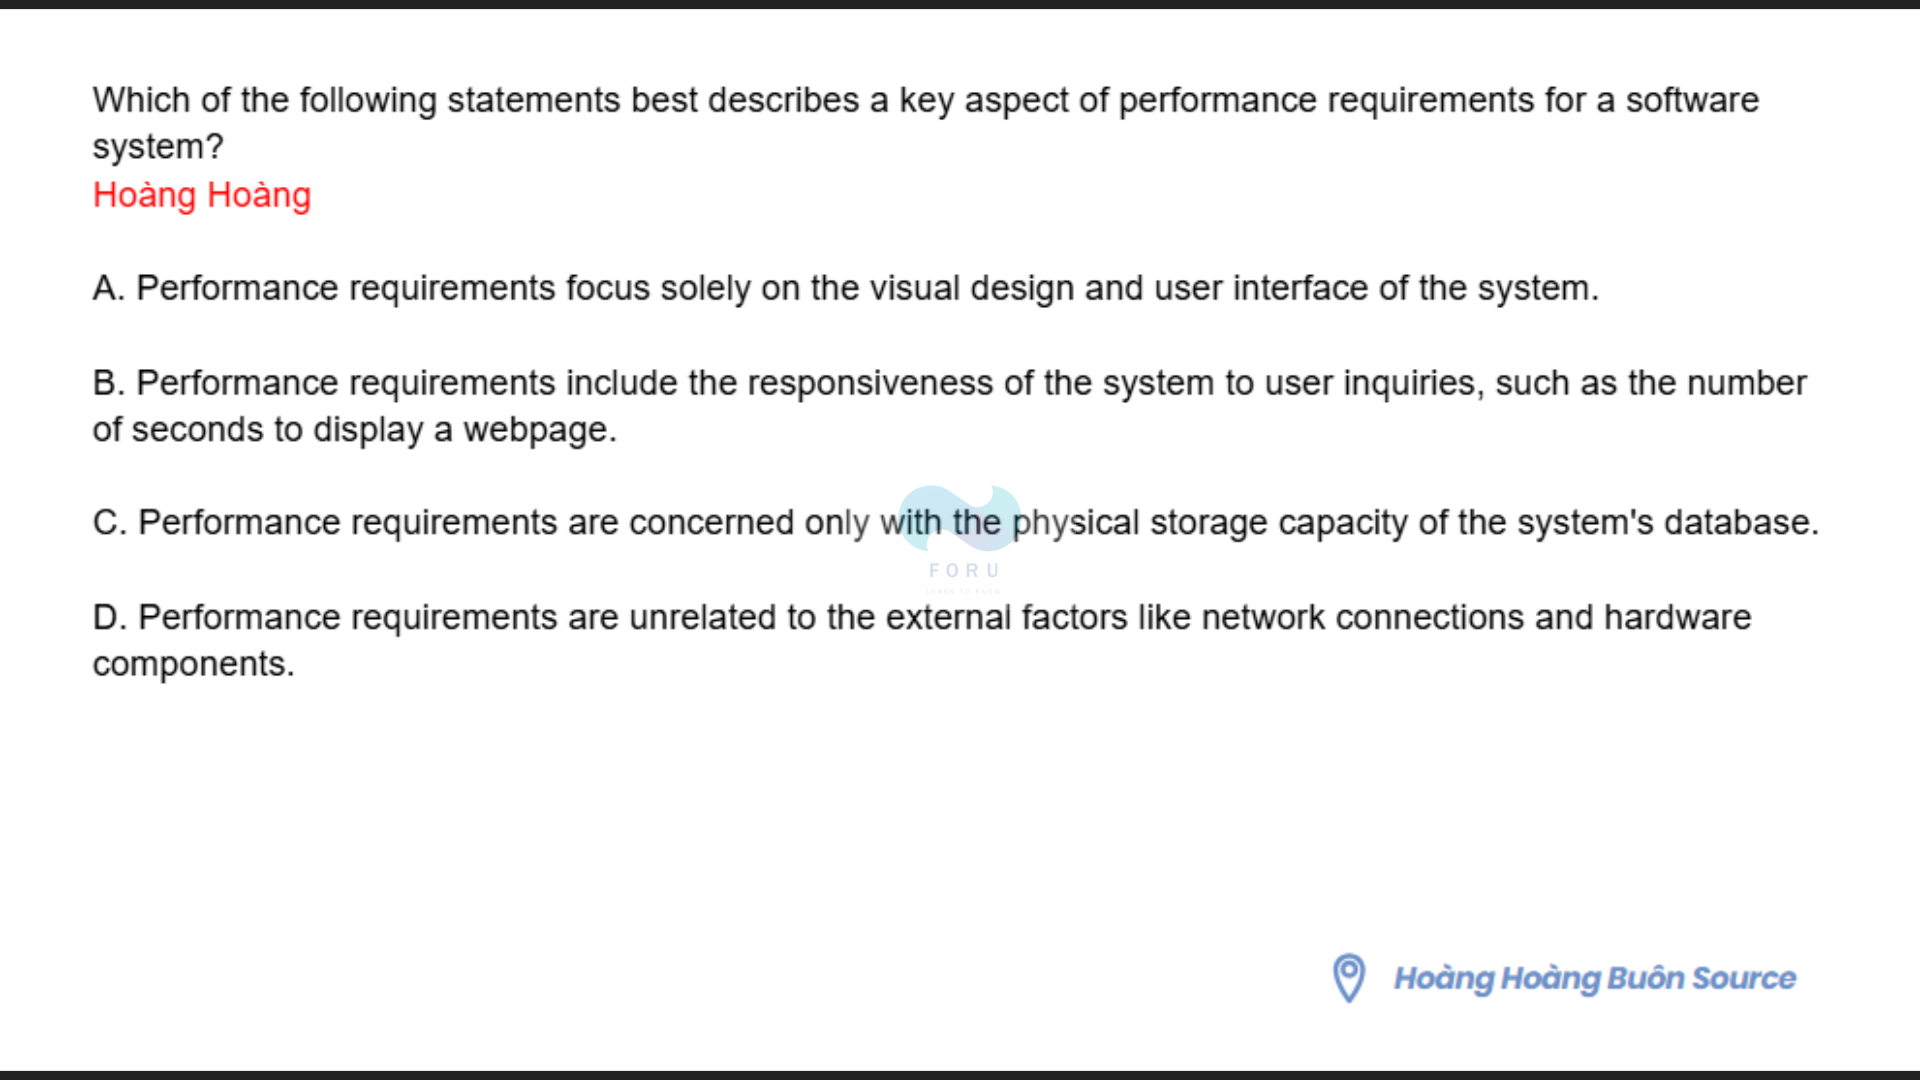 Which of the following statements best describes a key aspect of performance requirements for a software
system?
Hoàng Hoàng
A. Performance requirements focus solely on the visual design and user interface of the system.
B. Performance requirements include the responsiveness of the system to user inquiries, such as the number
of seconds to display a webpage.
C. Performance requirements are concerned only with the physical storage capacity of the system's database.
FORU
LEARN TO KNOW
D. Performance requirements are unrelated to the external factors like network connections and hardware
components.
Hoàng Hoàng Buôn Source